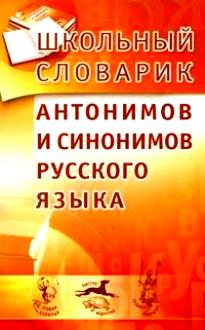 ШКОЛЬНЫЙ
СЛОВАРИК
АНТОНИМОВ
И СИНОНИМОВ
РУССКОГО
ЯЗЫКА